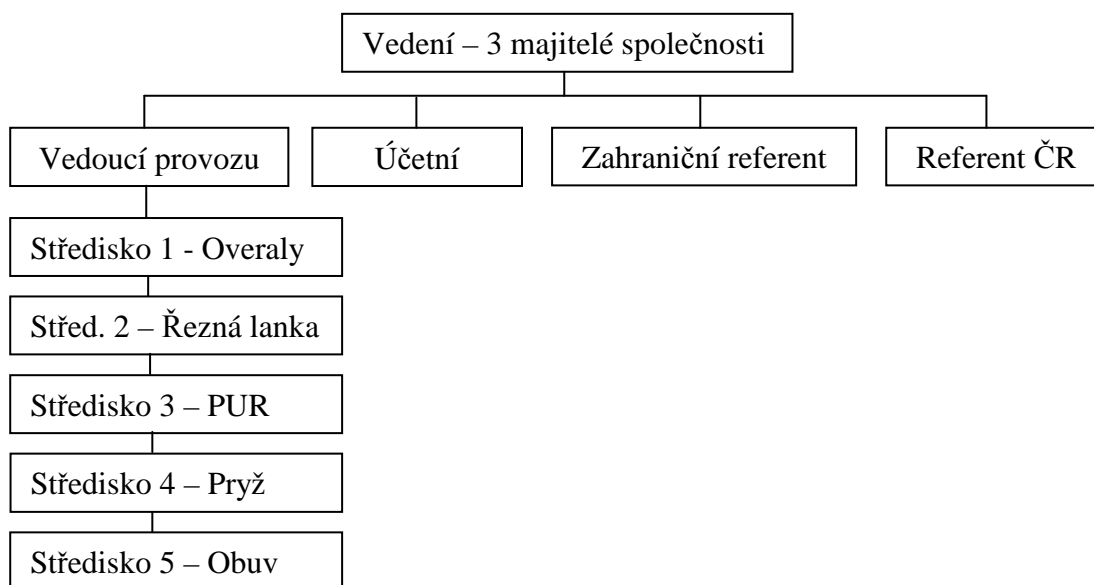 Vedení – 3 majitelé společnosti
Vedoucí provozu
Účetní
Zahraniční referent
Referent ČR
Středisko 1 - Overaly
Střed. 2 – Řezná lanka
Středisko 3 – PUR
Středisko 4 – Pryž
Středisko 5 – Obuv